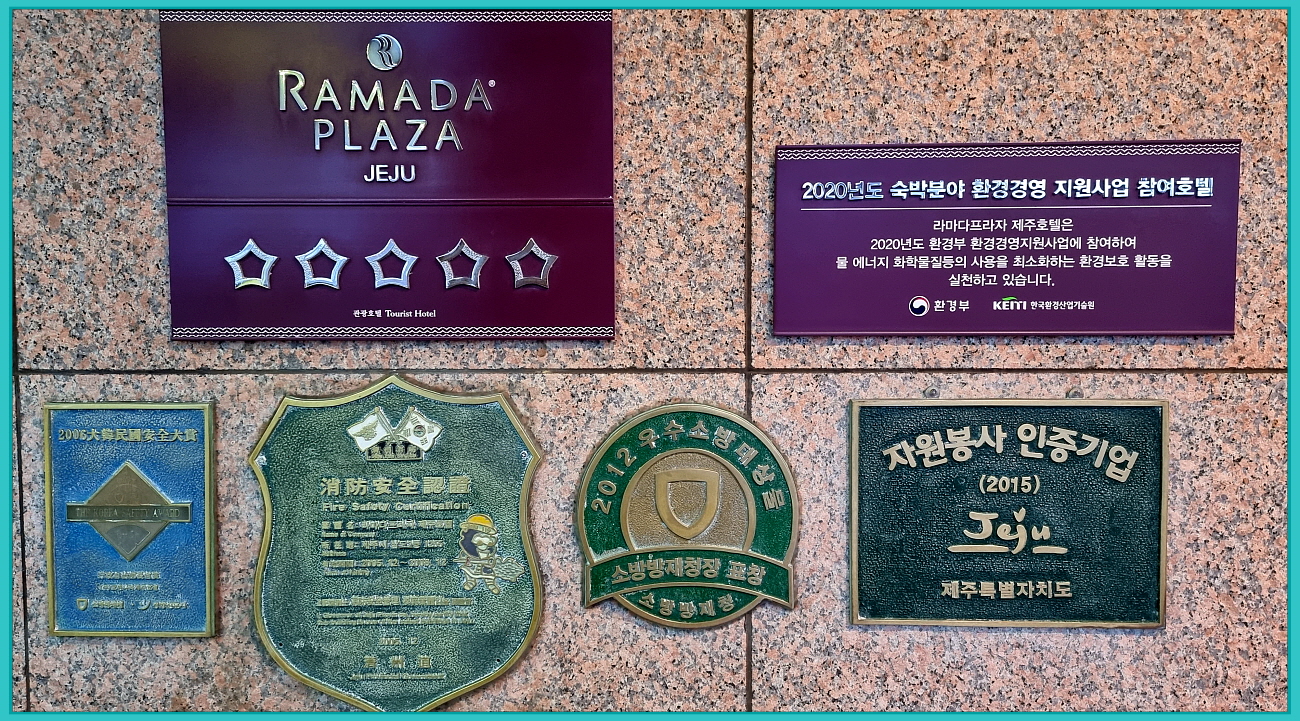 RAMADA®
PLAZA
JEJU
관광호텔 Tourist Hotel
2020년도 숙박분야 환경경영 지원사업 참여호텔
라마다프라자 제주호텔은
2020년도 환경부 환경경영지원사업에 참여하여
물 에너지 화학물질등의 사용을 최소화하는 환경보호 활동을
실천하고 있습니다.
환경부 KEITI 한국환경산업기술원
大韓民國安全大賞
消防安全認證
Fire Safety Certification
2012 우수소방대상물
소방방재청장 표창
소방방재청
자원봉사 인증기업
(2015)
Jeju
제주특별자치도